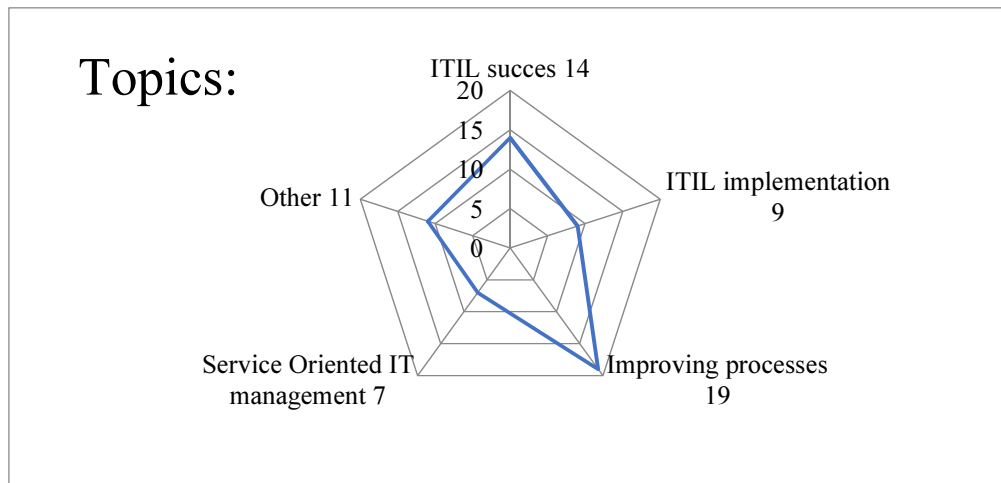 Topics:
ITIL succes 14
20
15
10
5
0
ITIL implementation
9
Improving processes
19
Service Oriented IT
management 7
Other 11